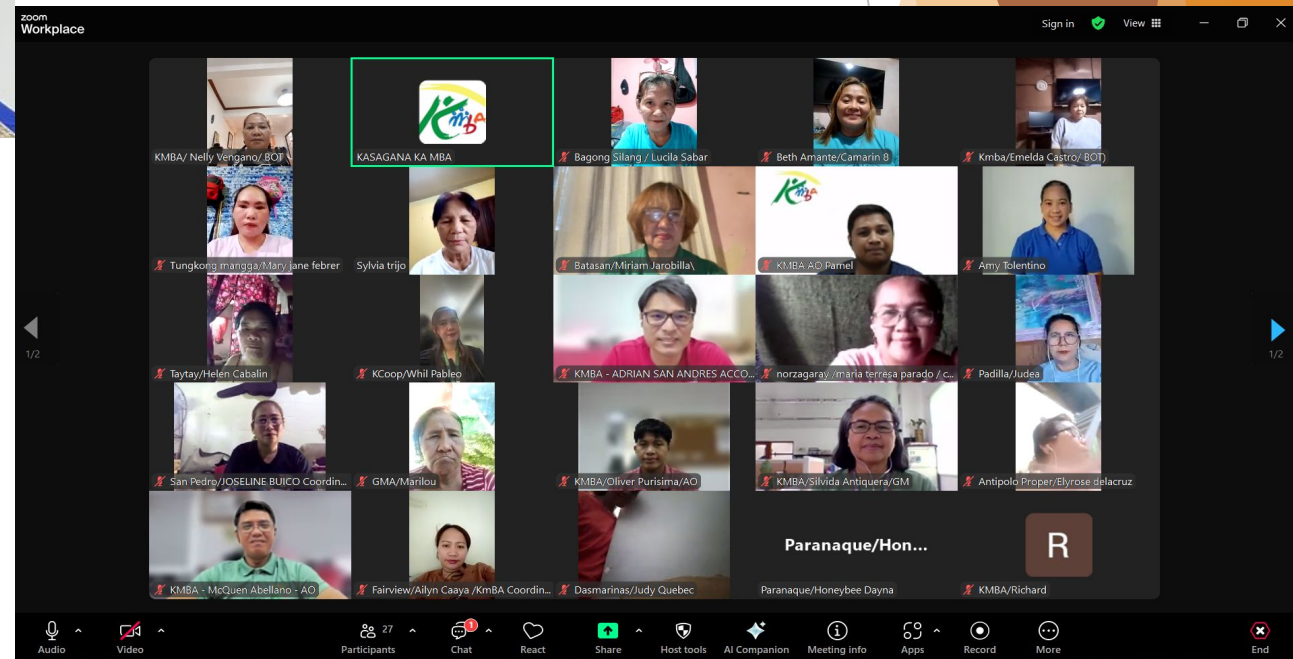 zoom
Workplace
Sign in
View
KMBA/ Nelly Vengano/ BOT
KmBA
KASAGANA KA MBA
Bagong Silang / Lucila Sabar
Beth Amante/Camarin 8
Kmba/Emelda Castro/ BOT)
Tungkong mangga/Mary jane febrer
Sylvia trijo
Batasan/Miriam Jarobilla\
KmBA
KMBA AO Pamel
Amy Tolentino
Taytay/Helen Cabalin
KCoop/Whil Pableo
KMBA - ADRIAN SAN ANDRES ACCO...
norzagaray /maria terresa parado / c...
Padilla/Judea
1/2
1/2
San Pedro/JOSELINE BUICO Coordin...
GMA/Marilou
KMBA/Oliver Purisima/AO
KMBA/Silvida Antiquera/GM
Antipolo Proper/Elyrose delacruz
KMBA - McQuen Abellano - AO
Fairview/Ailyn Caaya /KmBA Coordin...
Dasmarinas/Judy Quebec
Paranaque/Hon...
Paranaque/Honeybee Dayna
R
KMBA/Richard
Audio
Video
27
Participants
1
Chat
React
Share
Host tools
AI Companion
Meeting info
Apps
Record
More
End